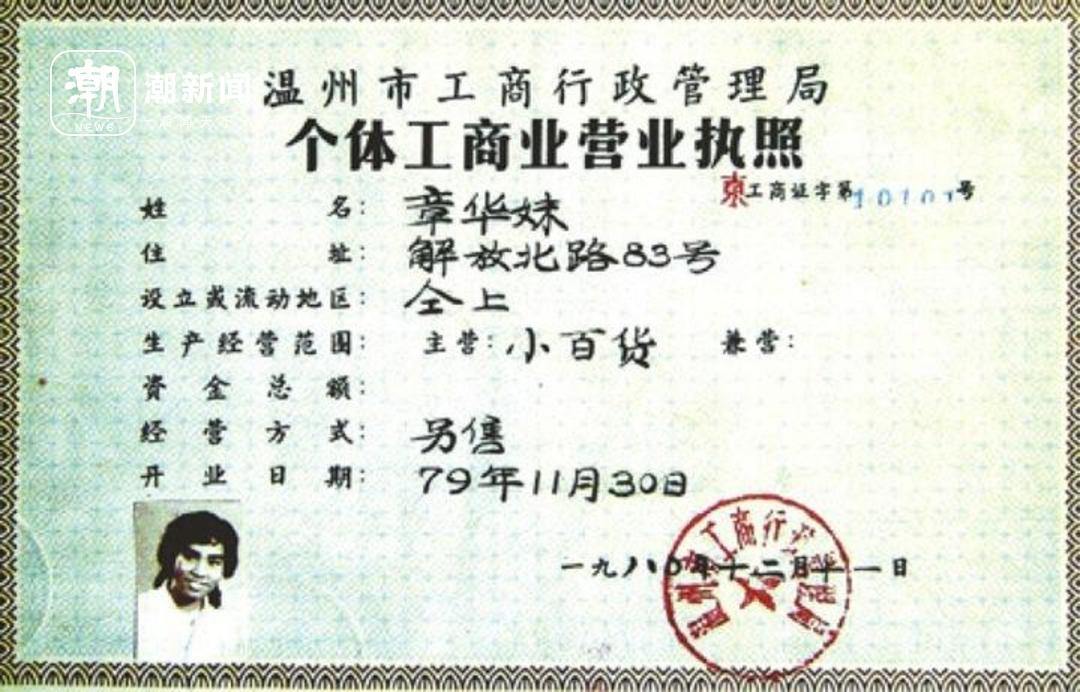 潮 潮新闻
NEWS
温州市工商行政管理局
个体工商业营业执照
東工商证字第10101号
姓名：章华妹
住址：解放北路83号
设立或流动地区：仝上
生产经营范围：主营：小百货 兼营：
资金总额：
经营方式：另售
开业日期：79年11月30日
一九八〇年十二月十一日